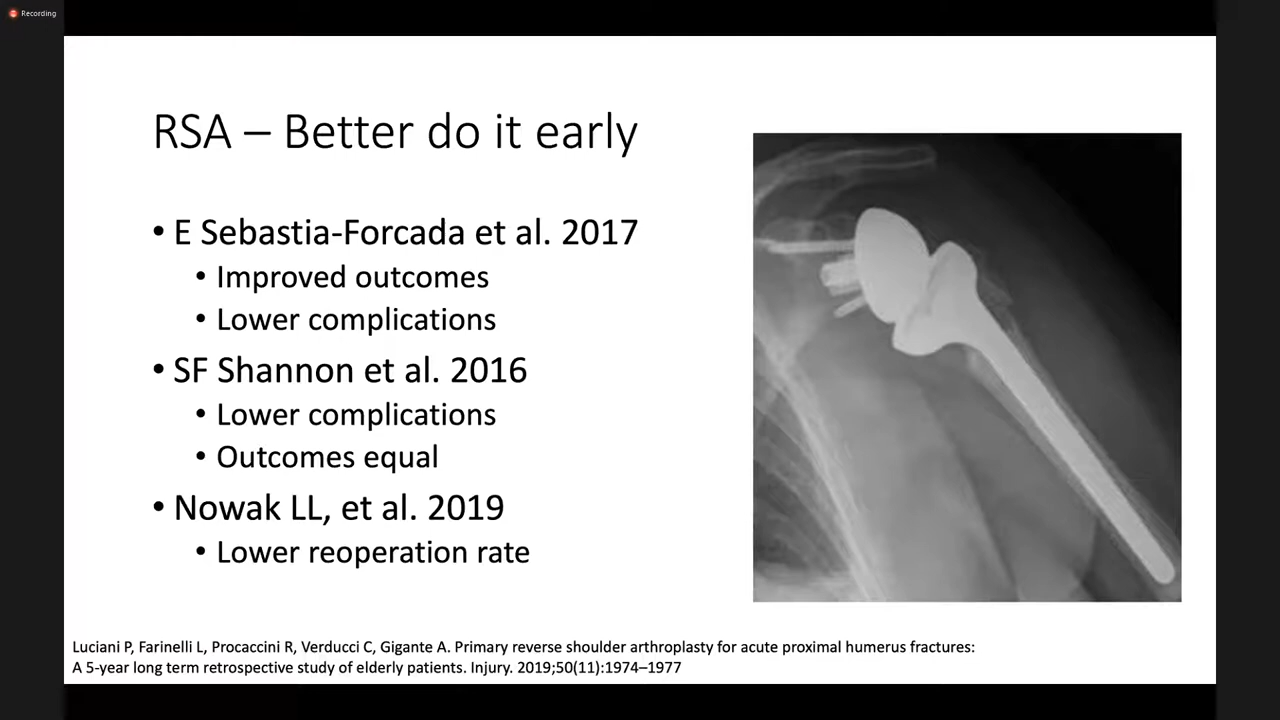 Recording
RSA – Better do it early
• E Sebastia-Forcada et al. 2017
• Improved outcomes
• Lower complications
• SF Shannon et al. 2016
• Lower complications
• Outcomes equal
• Nowak LL, et al. 2019
• Lower reoperation rate
Luciani P, Farinelli L, Procaccini R, Verducci C, Gigante A. Primary reverse shoulder arthroplasty for acute proximal humerus fractures:
A 5-year long term retrospective study of elderly patients. Injury. 2019;50(11):1974–1977